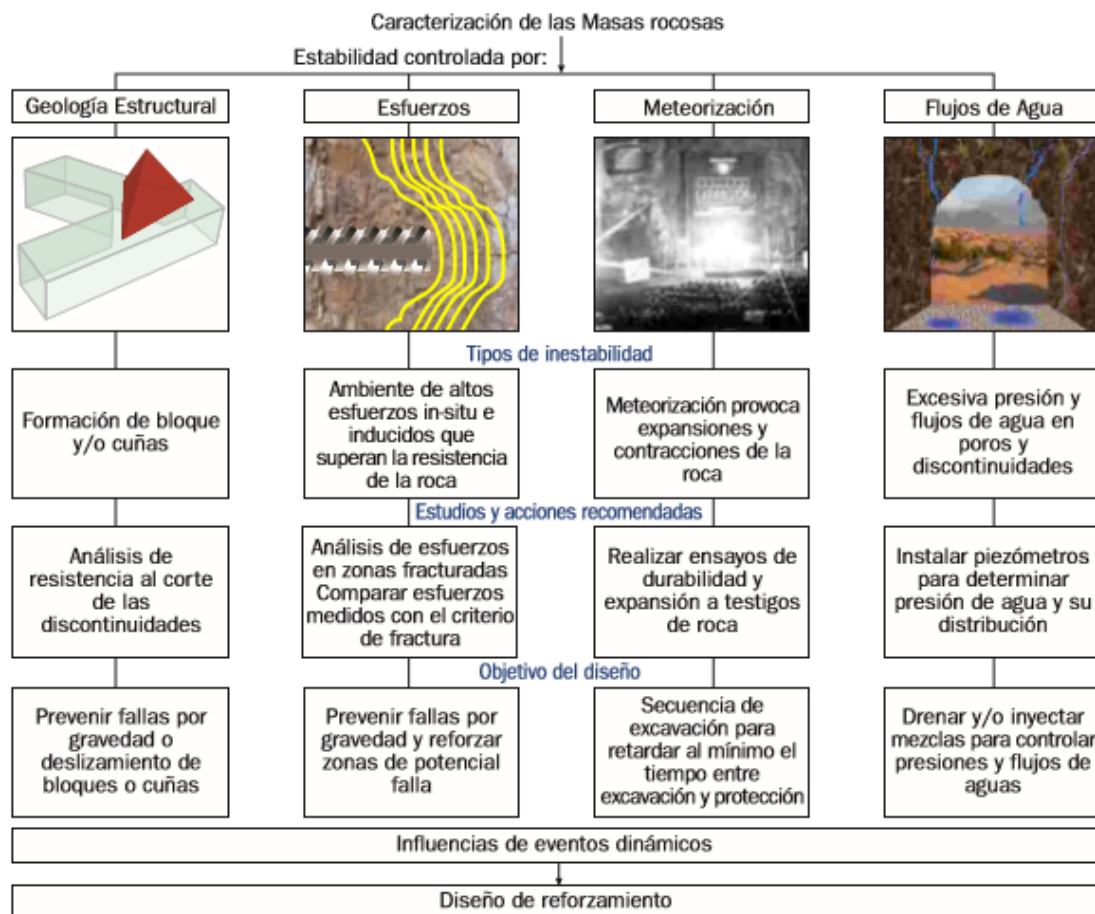 Caracterización de las Masas rocosas
Estabilidad controlada por:
Geología Estructural
Esfuerzos
Meteorización
Flujos de Agua
Tipos de inestabilidad
Formación de bloque
y/o cuñas
Ambiente de altos
esfuerzos in-situ e
inducidos que
superan la resistencia
de la roca
Meteorización provoca
expansiones y
contracciones de la
roca
Excesiva presión y
flujos de agua en
poros y
discontinuidades
Estudios y acciones recomendadas
Análisis de
resistencia al corte
de las
discontinuidades
Análisis de esfuerzos
en zonas fracturadas
Comparar esfuerzos
medidos con el criterio
de fractura
Realizar ensayos de
durabilidad y
expansión a testigos
de roca
Instalar piezómetros
para determinar
presión de agua y su
distribución
Objetivo del diseño
Prevenir fallas por
gravedad o
deslizamiento de
bloques o cuñas
Prevenir fallas por
gravedad y reforzar
zonas de potencial
falla
Secuencia de
excavación para
retardar al mínimo el
tiempo entre
excavación y protección
Drenar y/o inyectar
mezclas para controlar
presiones y flujos de
aguas
Influencias de eventos dinámicos
Diseño de reforzamiento